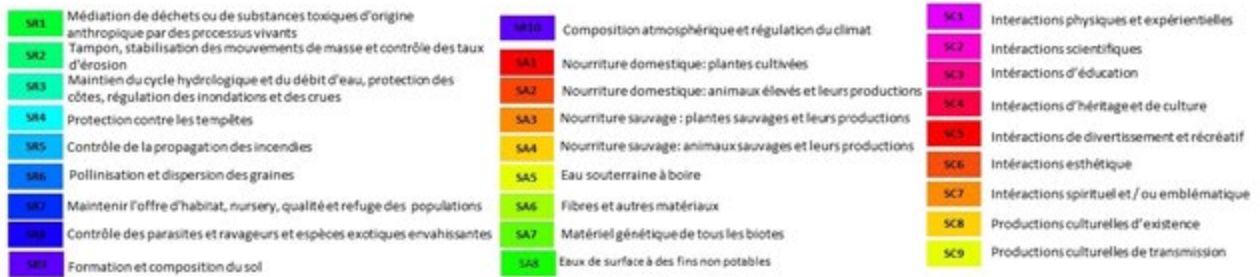 SR1 Médiation de déchets ou de substances toxiques d'origine
anthropique par des processus vivants
SR2 Tampon, stabilisation des mouvements de masse et contrôle des taux
d'érosion
SR3 Maintien du cycle hydrologique et du débit d'eau, protection des
côtes, régulation des inondations et des crues
SR4 Protection contre les tempêtes
SR5 Contrôle de la propagation des incendies
SR6 Pollinisation et dispersion des graines
SR7 Maintenir l'offre d'habitat, nursery, qualité et refuge des populations
SR8 Contrôle des parasites et ravageurs et espèces exotiques envahissantes
SR9 Formation et composition du sol
SR10 Composition atmosphérique et régulation du climat
SA1 Nourriture domestique: plantes cultivées
SA2 Nourriture domestique: animaux élevés et leurs productions
SA3 Nourriture sauvage : plantes sauvages et leurs productions
SA4 Nourriture sauvage: animaux sauvages et leurs productions
SA5 Eau souterraine à boire
SA6 Fibres et autres matériaux
SA7 Matériel génétique de tous les biotes
SA8 Eaux de surface à des fins non potables
SC1 Interactions physiques et expérientielles
SC2 Intéractions scientifiques
SC3 Intéractions d'éducation
SC4 Intéractions d'héritage et de culture
SC5 Intéractions de divertissement et récréatif
SC6 Intéractions esthétique
SC7 Intéractions spirituel et / ou emblématique
SC8 Productions culturelles d'existence
SC9 Productions culturelles de transmission